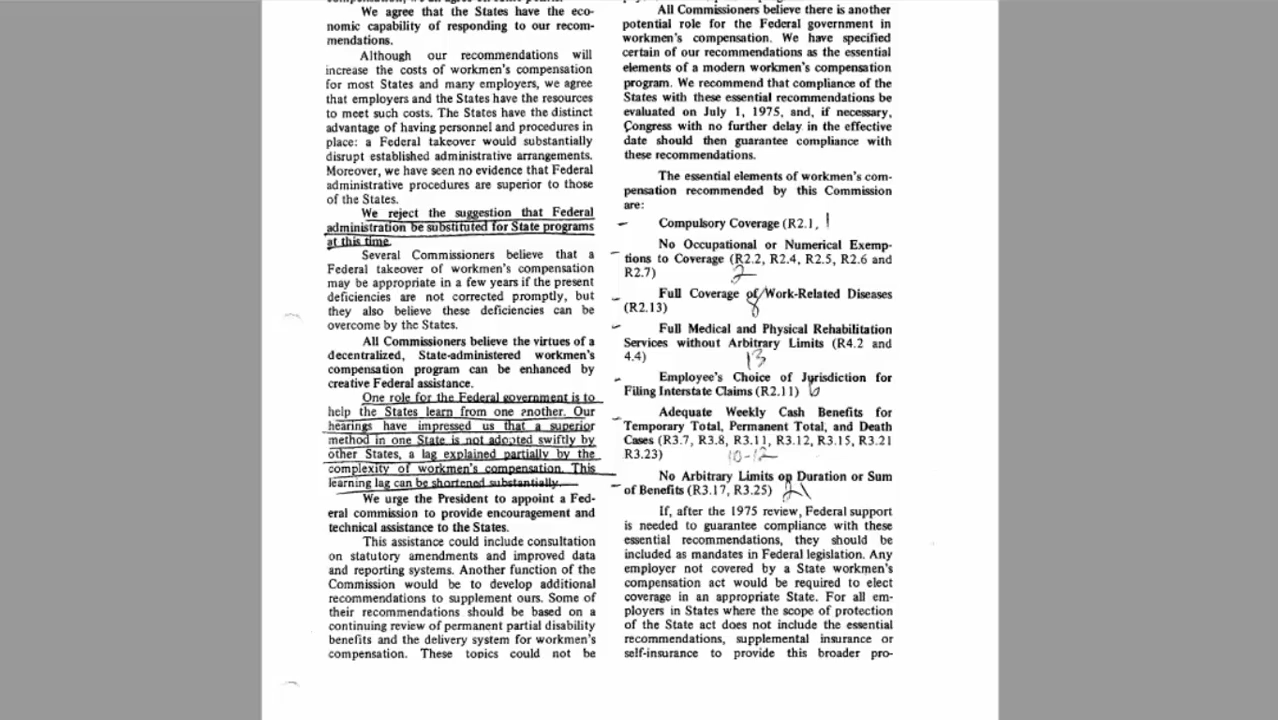 We agree that the States have the eco-
nomic capability of responding to our recom-
mendations.
Although our recommendations will
increase the costs of workmen's compensation
for most States and many employers, we agree
that employers and the States have the resources
to meet such costs. The States have the distinct
advantage of having personnel and procedures in
place: a Federal takeover would substantially
disrupt established administrative arrangements.
Moreover, we have seen no evidence that Federal
administrative procedures are superior to those
of the States.
We reject the suggestion that Federal
administration be substituted for State programs
at this time.
Several Commissioners believe that a
Federal takeover of workmen's compensation
may be appropriate in a few years if the present
deficiencies are not corrected promptly, but
they also believe these deficiencies can be
overcome by the States.
All Commissioners believe the virtues of a
decentralized, State-administered workmen's
compensation program can be enhanced by
creative Federal assistance.
One role for the Federal government is to
help the States learn from one another. Our
hearings have impressed us that a superior
method in one State is not adopted swiftly by
other States, a lag explained partially by the
complexity of workmen's compensation. This
learning lag can be shortened substantially.
We urge the President to appoint a Fed-
eral commission to provide encouragement and
technical assistance to the States.
This assistance could include consultation
on statutory amendments and improved data
and reporting systems. Another function of the
Commission would be to develop additional
recommendations to supplement ours. Some of
their recommendations should be based on a
continuing review of permanent partial disability
benefits and the delivery system for workmen's
compensation. These topics could not be
All Commissioners believe there is another
potential role for the Federal government in
workmen's compensation. We have specified
certain of our recommendations as the essential
elements of a modern workmen's compensation
program. We recommend that compliance of the
States with these essential recommendations be
evaluated on July 1, 1975, and, if necessary,
Congress with no further delay in the effective
date should then guarantee compliance with
these recommendations.
The essential elements of workmen's com-
pensation recommended by this Commission
are:
Compulsory Coverage (R2.1, 1
No Occupational or Numerical Exemp-
tions to Coverage (R2.2, R2.4, R2.5, R2.6 and
R2.7) 2
Full Coverage of Work-Related Diseases
(R2.13) 8
Full Medical and Physical Rehabilitation
Services without Arbitrary Limits (R4.2 and
4.4) 13
Employee's Choice of Jurisdiction for
Filing Interstate Claims (R2.11) 6
Adequate Weekly Cash Benefits for
Temporary Total, Permanent Total, and Death
Cases (R3.7, R3.8, R3.11, R3.12, R3.15, R3.21
R3.23) 10-12
No Arbitrary Limits on Duration or Sum
of Benefits (R3.17, R3.25)
If, after the 1975 review, Federal support
is needed to guarantee compliance with these
essential recommendations, they should be
included as mandates in Federal legislation. Any
employer not covered by a State workmen's
compensation act would be required to elect
coverage in an appropriate State. For all em-
ployers in States where the scope of protection
of the State act does not include the essential
recommendations, supplemental insurance or
self-insurance to provide this broader pro-